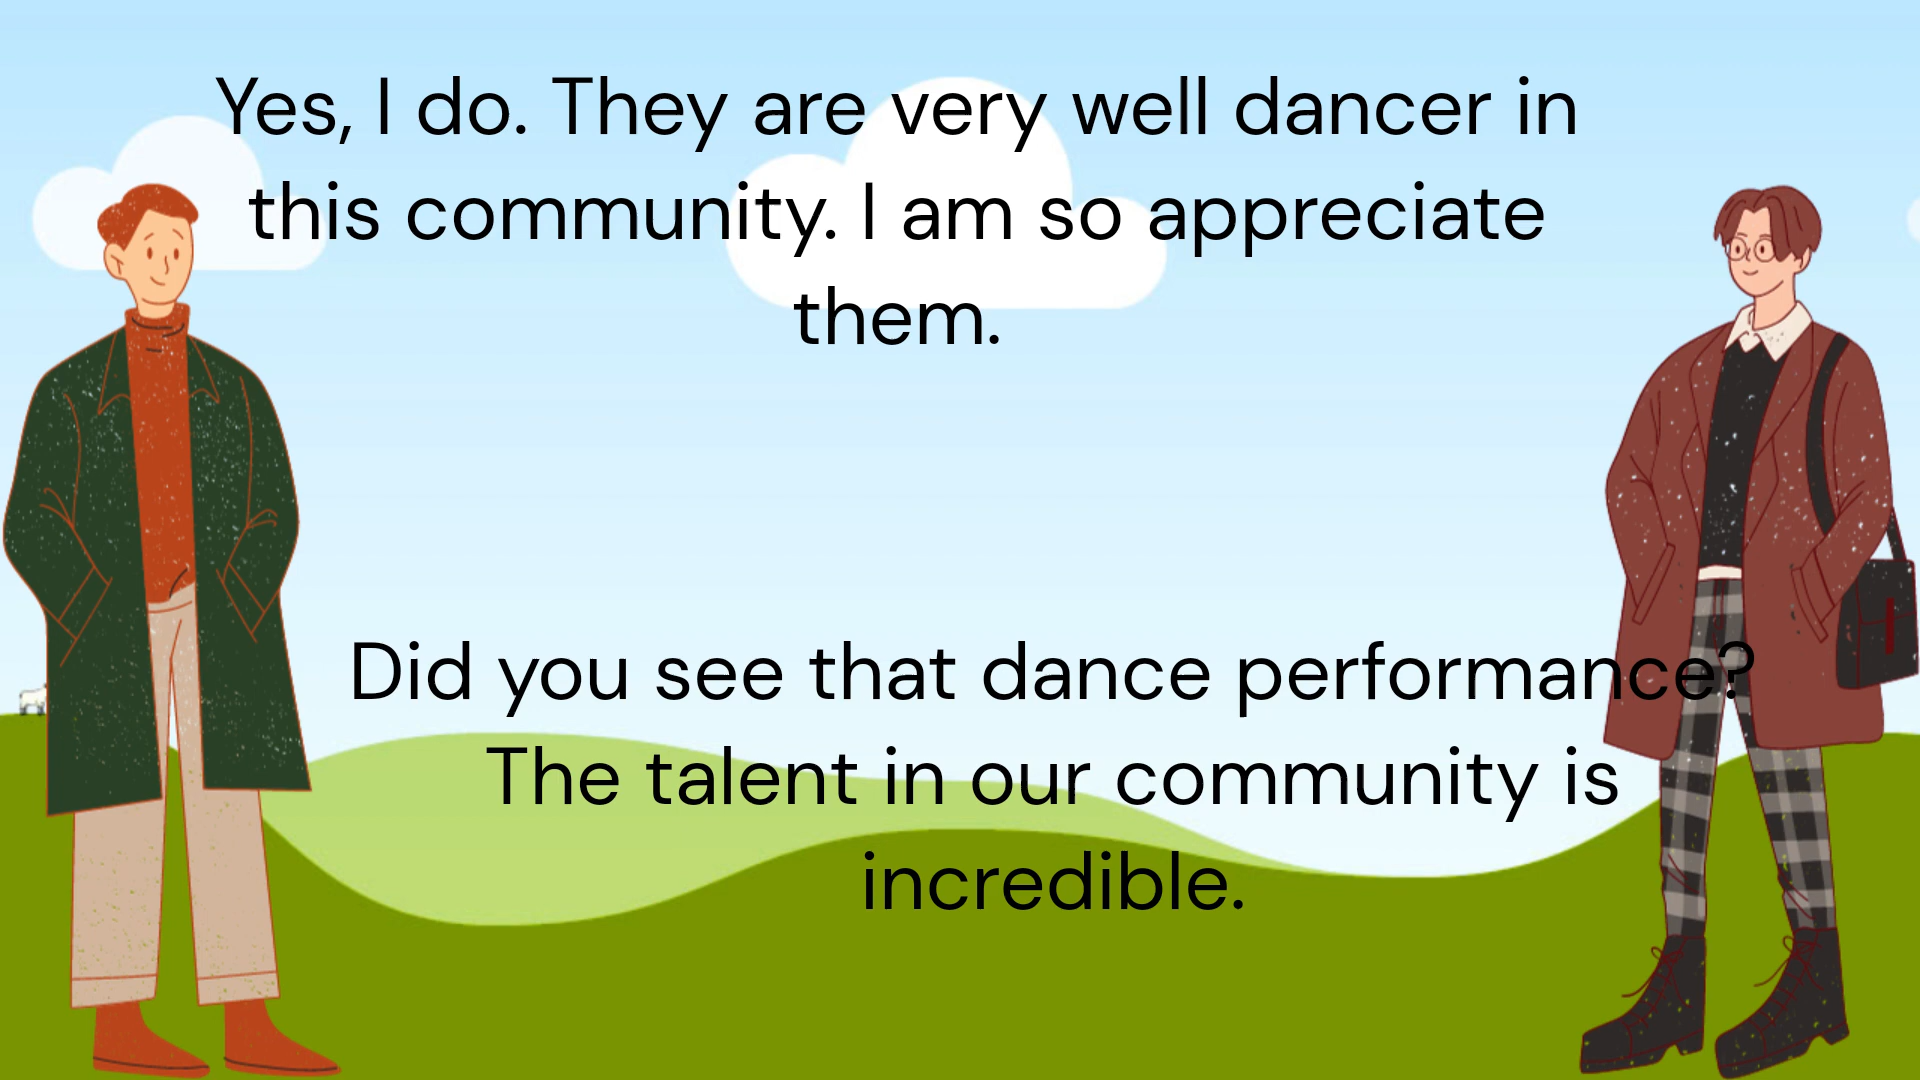 Yes, I do. They are very well dancer in
this community. I am so appreciate
them.
Did you see that dance performance?
The talent in our community is
incredible.